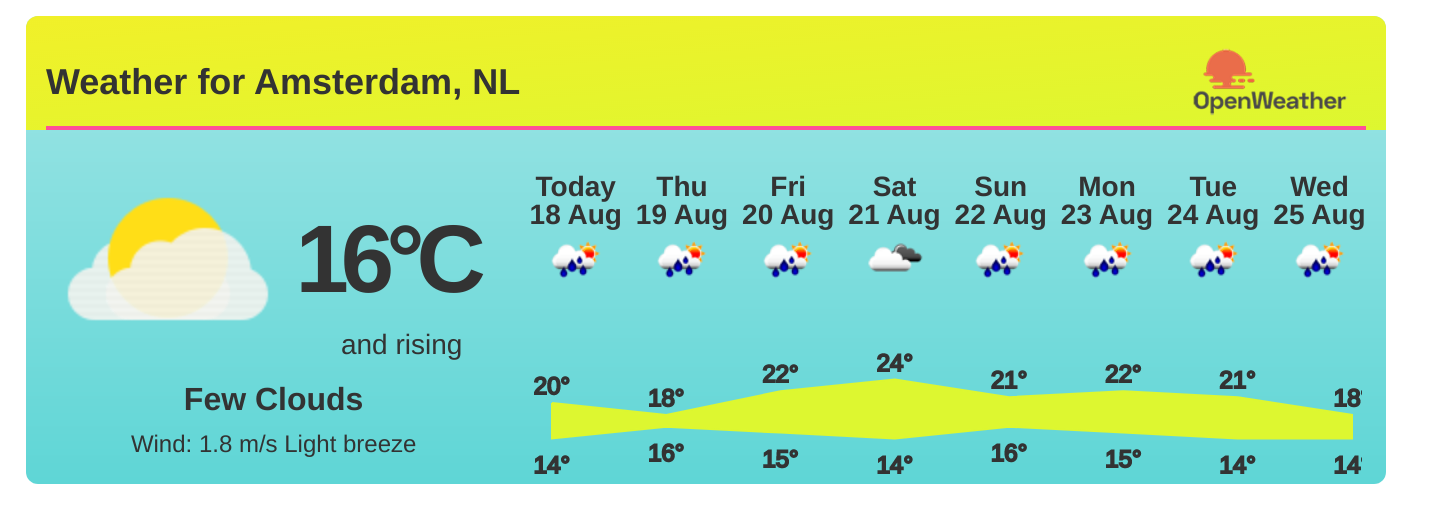 Weather for Amsterdam, NL
OpenWeather
16°C
and rising
Few Clouds
Wind: 1.8 m/s Light breeze
Today Thu Fri Sat Sun Mon Tue Wed
18 Aug 19 Aug 20 Aug 21 Aug 22 Aug 23 Aug 24 Aug 25 Aug
20° 18° 22° 24° 21° 22° 21° 18°
14° 16° 15° 14° 16° 15° 14° 14°